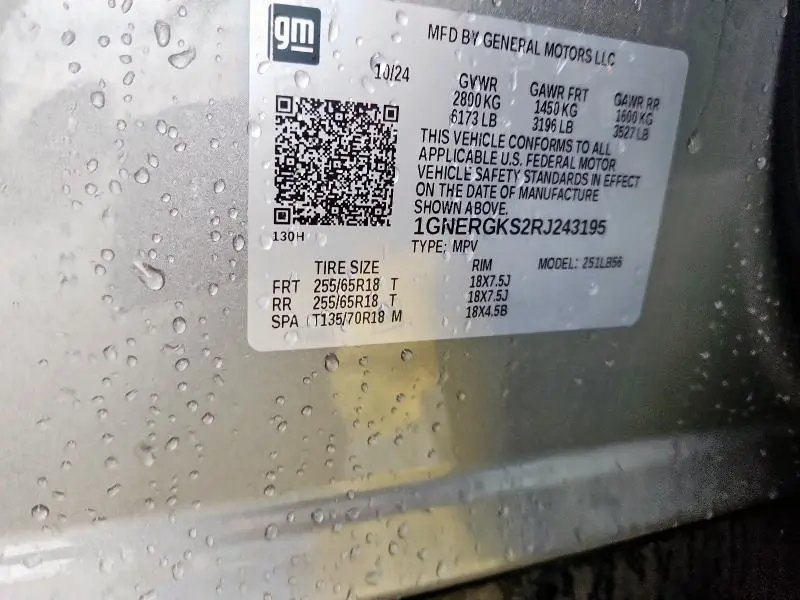 gm
MFD BY GENERAL MOTORS LLC
10/24
GVWR GAWR FRT GAWR RR
2800 KG 1450 KG 1600 KG
6173 LB 3196 LB 3527 LB
THIS VEHICLE CONFORMS TO ALL
APPLICABLE U.S. FEDERAL MOTOR
VEHICLE SAFETY STANDARDS IN EFFECT
ON THE DATE OF MANUFACTURE
SHOWN ABOVE.
130H
1GNERGKS2RJ243195
TYPE: MPV
TIRE SIZE RIM MODEL: 251LB56
FRT 255/65R18 T 18X7.5J
RR 255/65R18 T 18X7.5J
SPA T135/70R18 M 18X4.5B